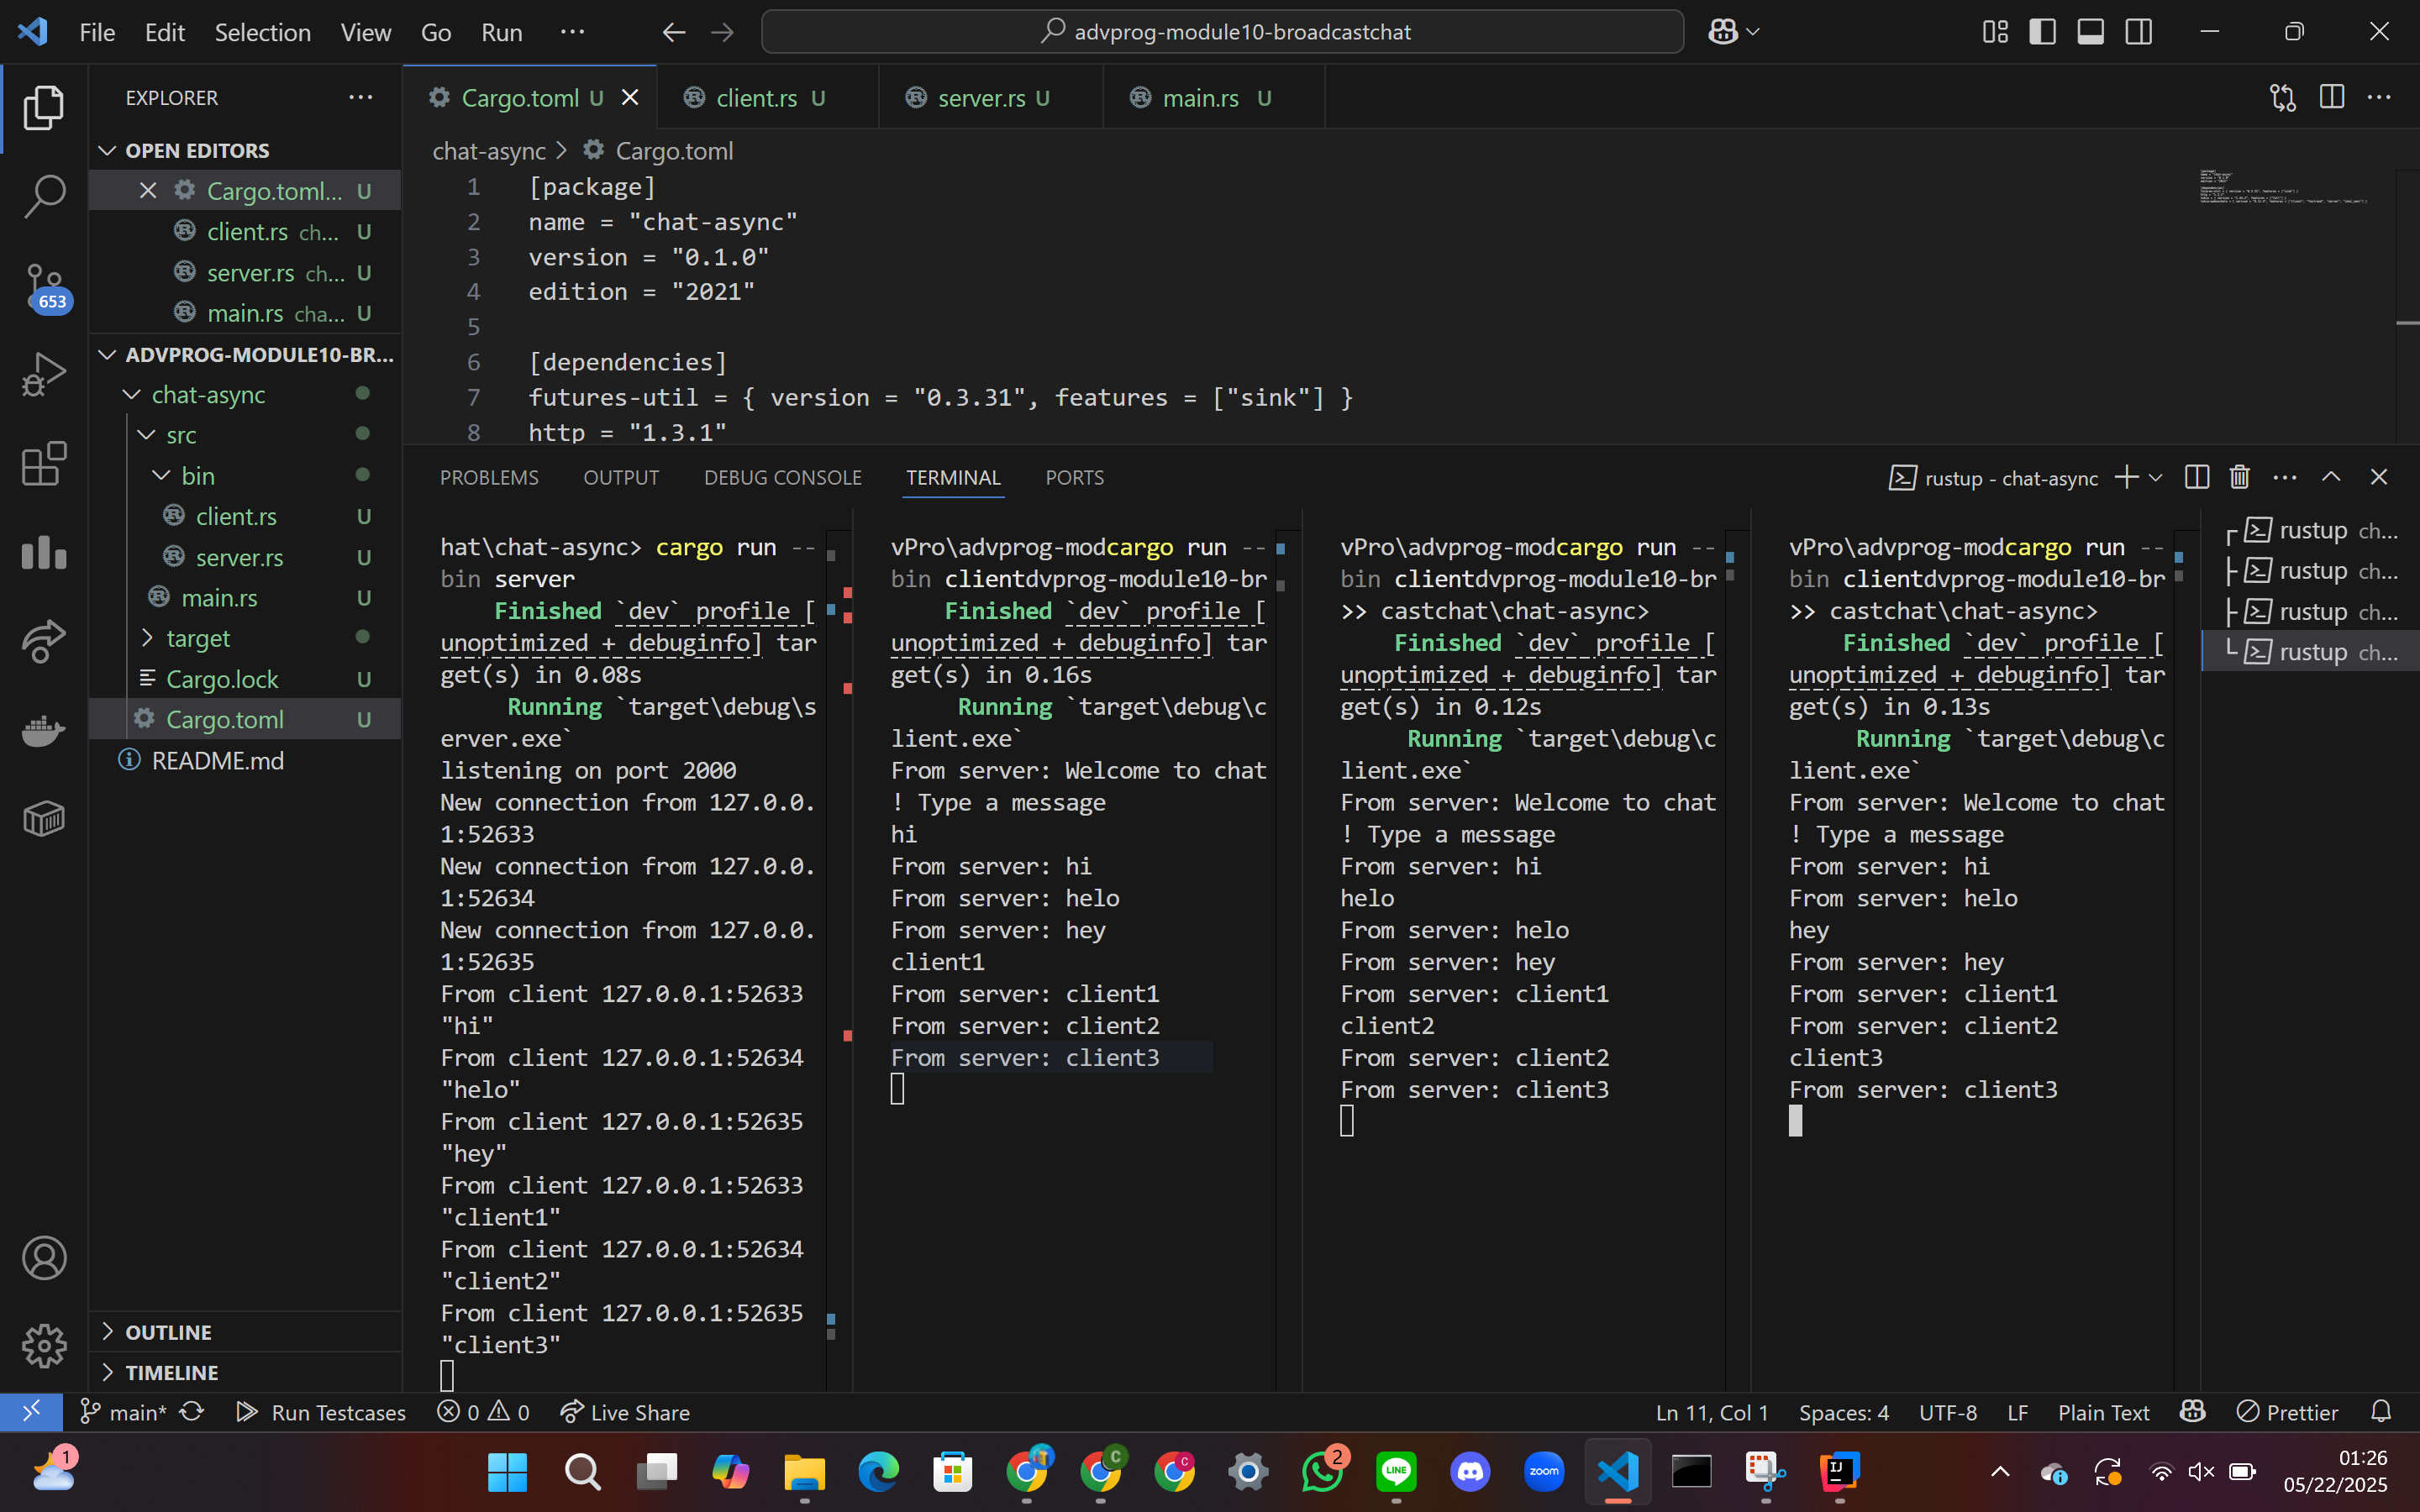 File Edit Selection View Go Run ···
advprog-module10-broadcastchat
EXPLORER ···
OPEN EDITORS
Cargo.toml... U
client.rs ch... U
server.rs ch... U
main.rs cha... U
ADVPROG-MODULE10-BR...
chat-async
src
bin
client.rs U
server.rs U
main.rs U
target
Cargo.lock U
Cargo.toml U
README.md
OUTLINE
TIMELINE
653
Cargo.toml U
client.rs U
server.rs U
main.rs U
chat-async > Cargo.toml
1 [package]
2 name = "chat-async"
3 version = "0.1.0"
4 edition = "2021"
5
6 [dependencies]
7 futures-util = { version = "0.3.31", features = ["sink"] }
8 http = "1.3.1"
PROBLEMS OUTPUT DEBUG CONSOLE TERMINAL PORTS
rustup - chat-async
hat\chat-async> cargo run --
bin server
Finished `dev` profile [
unoptimized + debuginfo] tar
get(s) in 0.08s
Running `target\debug\s
erver.exe`
listening on port 2000
New connection from 127.0.0.
1:52633
New connection from 127.0.0.
1:52634
New connection from 127.0.0.
1:52635
From client 127.0.0.1:52633
"hi"
From client 127.0.0.1:52634
"helo"
From client 127.0.0.1:52635
"hey"
From client 127.0.0.1:52633
"client1"
From client 127.0.0.1:52634
"client2"
From client 127.0.0.1:52635
"client3"
vPro\advprog-modcargo run --
bin clientdvprog-module10-br
Finished `dev` profile [
unoptimized + debuginfo] tar
get(s) in 0.16s
Running `target\debug\c
lient.exe`
From server: Welcome to chat
! Type a message
hi
From server: hi
From server: helo
From server: hey
client1
From server: client1
From server: client2
From server: client3
vPro\advprog-modcargo run --
bin clientdvprog-module10-br
>> castchat\chat-async>
Finished `dev` profile [
unoptimized + debuginfo] tar
get(s) in 0.12s
Running `target\debug\c
lient.exe`
From server: Welcome to chat
! Type a message
From server: hi
helo
From server: helo
From server: hey
From server: client1
client2
From server: client2
From server: client3
vPro\advprog-modcargo run --
bin clientdvprog-module10-br
>> castchat\chat-async>
Finished `dev` profile [
unoptimized + debuginfo] tar
get(s) in 0.13s
Running `target\debug\c
lient.exe`
From server: Welcome to chat
! Type a message
From server: hi
From server: helo
hey
From server: hey
From server: client1
From server: client2
client3
From server: client3
rustup ch...
rustup ch...
rustup ch...
rustup ch...
main* Run Testcases 0 0 Live Share
Ln 11, Col 1 Spaces: 4 UTF-8 LF Plain Text Prettier
1
C
C
2
LINE
zoom
IJ
01:26
05/22/2025